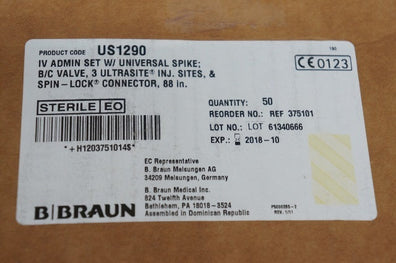 PRODUCT CODE US1290
IV ADMIN SET W/ UNIVERSAL SPIKE;
B/C VALVE, 3 ULTRASITE® INJ. SITES, &
SPIN-LOCK® CONNECTOR, 88 in.
190
CE0123
STERILE EO
QUANTITY: 50
REORDER NO.: REF 375101
LOT NO.: LOT 61340666
EXP.: 2018-10
*+H1203751014$*
EC Representative
B. Braun Melsungen AG
34209 Melsungen, Germany
B. Braun Medical Inc.
824 Twelfth Avenue
Bethlehem, PA 18018-3524
Assembled in Dominican Republic
B|BRAUN